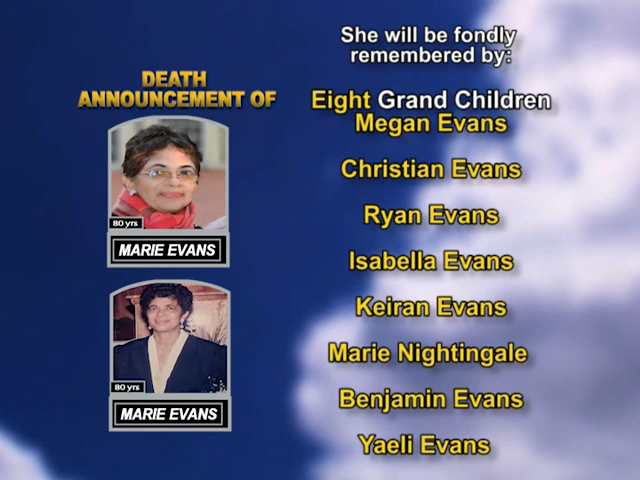 DEATH
ANNOUNCEMENT OF
80 yrs
MARIE EVANS
80 yrs
MARIE EVANS
She will be fondly
remembered by:
Eight Grand Children
Megan Evans
Christian Evans
Ryan Evans
Isabella Evans
Keiran Evans
Marie Nightingale
Benjamin Evans
Yaeli Evans